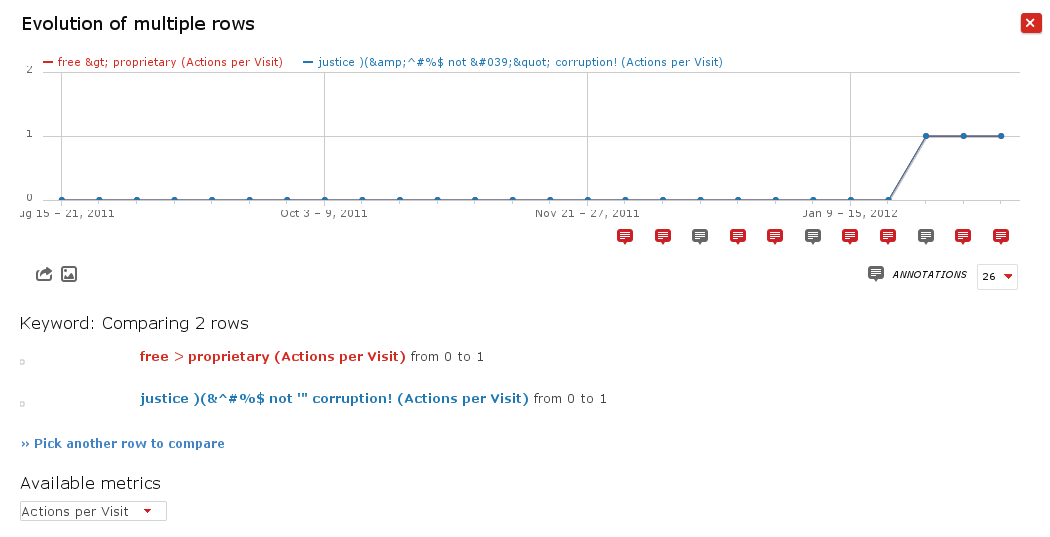 Evolution of multiple rows
free &gt; proprietary (Actions per Visit) justice )(&amp;^#%$ not &#039;&quot; corruption! (Actions per Visit)
2
1
0
ug 15 – 21, 2011 Oct 3 – 9, 2011 Nov 21 – 27, 2011 Jan 9 – 15, 2012
ANNOTATIONS 26
Keyword: Comparing 2 rows
free > proprietary (Actions per Visit) from 0 to 1
justice )(&^#%$ not '" corruption! (Actions per Visit) from 0 to 1
» Pick another row to compare
Available metrics
Actions per Visit